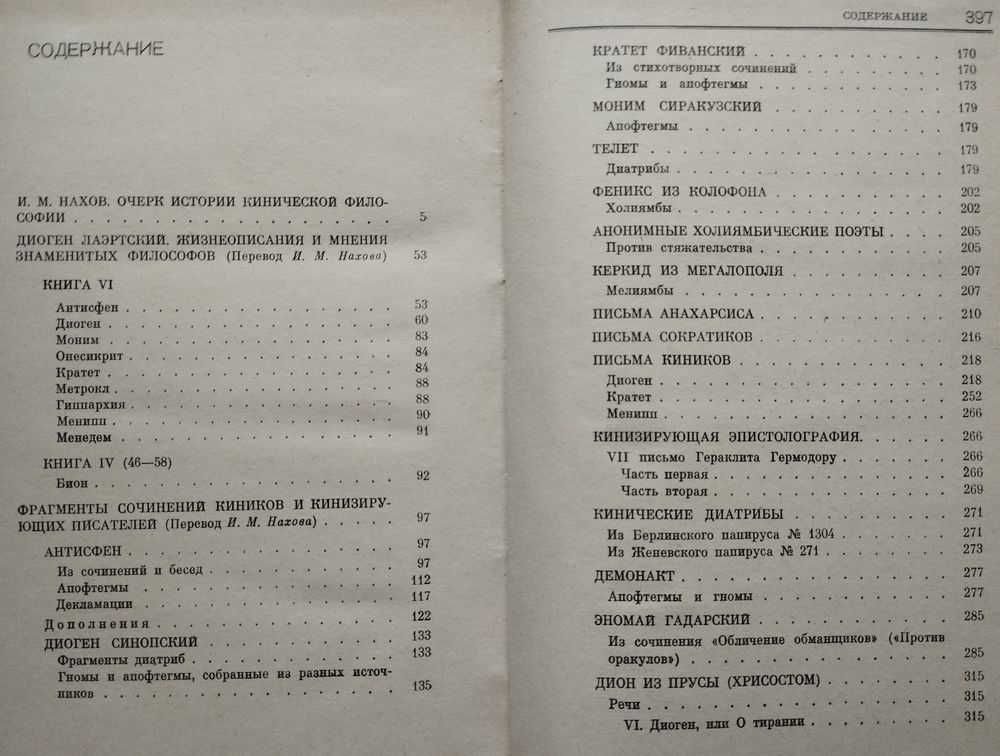 СОДЕРЖАНИЕ
И. М. НАХОВ. ОЧЕРК ИСТОРИИ КИНИЧЕСКОЙ ФИЛО-
СОФИИ . . . . . . . . . . . . . . . . . . 5
ДИОГЕН ЛАЭРТСКИЙ. ЖИЗНЕОПИСАНИЯ И МНЕНИЯ
ЗНАМЕНИТЫХ ФИЛОСОФОВ (Перевод И. М. Нахова) 53
КНИГА VI
Антисфен . . . . . . . . . . . . . . . . 53
Диоген . . . . . . . . . . . . . . . . 60
Моним . . . . . . . . . . . . . . . . 83
Онесикрит . . . . . . . . . . . . . . . 84
Кратет . . . . . . . . . . . . . . . . 84
Метрокл . . . . . . . . . . . . . . . . 88
Гиппархия . . . . . . . . . . . . . . . 88
Менипп . . . . . . . . . . . . . . . . 90
Менедем . . . . . . . . . . . . . . . . 91
КНИГА IV (46—58)
Бион . . . . . . . . . . . . . . . . . 92
ФРАГМЕНТЫ СОЧИНЕНИЙ КИНИКОВ И КИНИЗИРУ-
ЮЩИХ ПИСАТЕЛЕЙ (Перевод И. М. Нахова) . . . . . 97
АНТИСФЕН . . . . . . . . . . . . . . . 97
Из сочинений и бесед . . . . . . . . . . . 97
Апофтегмы . . . . . . . . . . . . . . . 112
Декламации . . . . . . . . . . . . . . . 117
Дополнения . . . . . . . . . . . . . . . 122
ДИОГЕН СИНОПСКИЙ . . . . . . . . . . . . 133
Фрагменты диатриб . . . . . . . . . . . . 133
Гномы и апофтегмы, собранные из разных источ-
ников . . . . . . . . . . . . . . . . . 135
СОДЕРЖАНИЕ 397
КРАТЕТ ФИВАНСКИЙ . . . . . . . . . . . . 170
Из стихотворных сочинений . . . . . . . . . 170
Гномы и апофтегмы . . . . . . . . . . . . 173
МОНИМ СИРАКУЗСКИЙ . . . . . . . . . . . . 179
Апофтегмы . . . . . . . . . . . . . . . 179
ТЕЛЕТ . . . . . . . . . . . . . . . . . 179
Диатрибы . . . . . . . . . . . . . . . . 179
ФЕНИКС ИЗ КОЛОФОНА . . . . . . . . . . . 202
Холиямбы . . . . . . . . . . . . . . . . 202
АНОНИМНЫЕ ХОЛИЯМБИЧЕСКИЕ ПОЭТЫ . . . . 205
Против стяжательства . . . . . . . . . . . 205
КЕРКИД ИЗ МЕГАЛОПОЛЯ . . . . . . . . . . 207
Мелиямбы . . . . . . . . . . . . . . . . 207
ПИСЬМА АНАХАРСИСА . . . . . . . . . . . . 210
ПИСЬМА СОКРАТИКОВ . . . . . . . . . . . . 216
ПИСЬМА КИНИКОВ . . . . . . . . . . . . . 218
Диоген . . . . . . . . . . . . . . . . 218
Кратет . . . . . . . . . . . . . . . . 252
Менипп . . . . . . . . . . . . . . . . 266
КИНИЗИРУЮЩАЯ ЭПИСТОЛОГРАФИЯ. . . . . . 266
VII письмо Гераклита Гермодору . . . . . . . 266
Часть первая . . . . . . . . . . . . . . 266
Часть вторая . . . . . . . . . . . . . . 269
КИНИЧЕСКИЕ ДИАТРИБЫ . . . . . . . . . . . 271
Из Берлинского папируса № 1304 . . . . . . . 271
Из Женевского папируса № 271 . . . . . . . . 273
ДЕМОНАКТ . . . . . . . . . . . . . . . . 277
Апофтегмы и гномы . . . . . . . . . . . . 277
ЭНОМАЙ ГАДАРСКИЙ . . . . . . . . . . . . 285
Из сочинения «Обличение обманщиков» («Против
оракулов») . . . . . . . . . . . . . . . 285
ДИОН ИЗ ПРУСЫ (ХРИСОСТОМ) . . . . . . . . 315
Речи . . . . . . . . . . . . . . . . . 315
VI. Диоген, или О тирании . . . . . . . . . 315